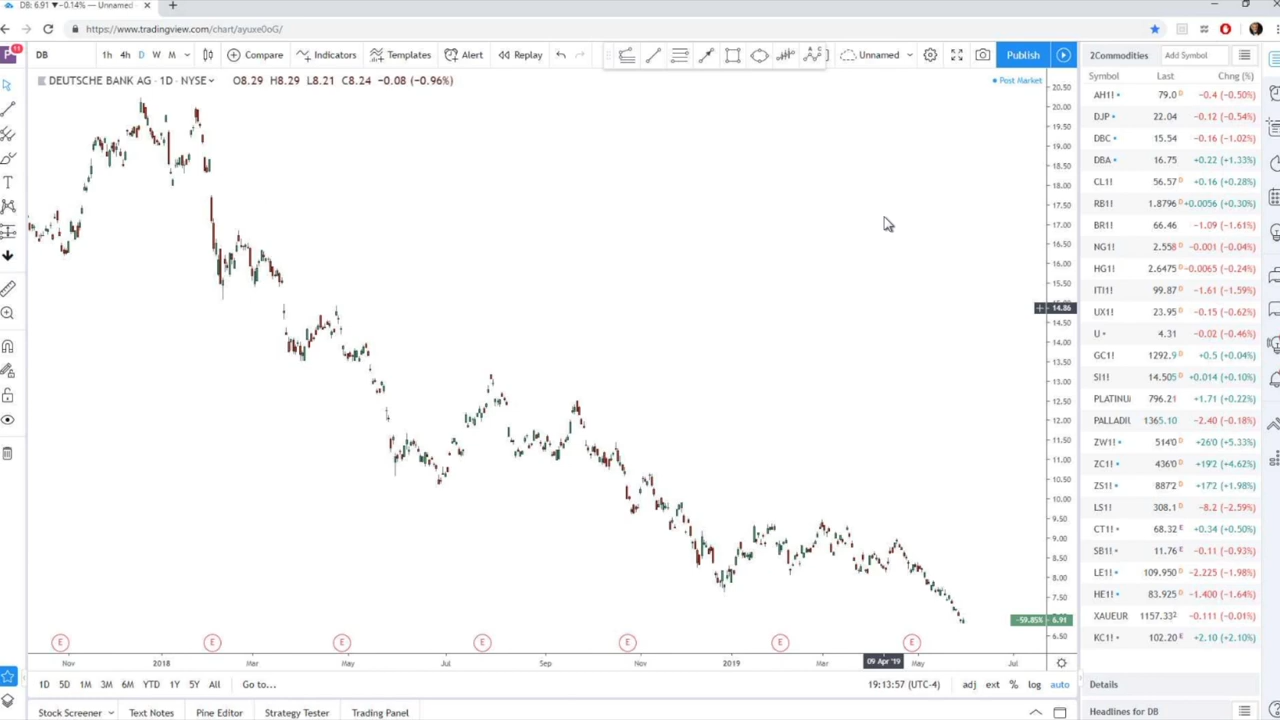 DB: 6.91 ▼−0.14% — Unnamed
https://www.tradingview.com/chart/ayuxe0oG/
P 11
DB 1h 4h D W M Compare Indicators Templates Alert Replay Unnamed Publish
2Commodities Add Symbol
DEUTSCHE BANK AG · 1D · NYSE O8.29 H8.29 L8.21 C8.24 −0.08 (−0.96%)
Post Market
Symbol Last Chng (%)
AH1! 79.0 D −0.4 (−0.50%)
DJP 22.04 −0.12 (−0.54%)
DBC 15.54 −0.16 (−1.02%)
DBA 16.75 +0.22 (+1.33%)
CL1! 56.57 D +0.16 (+0.28%)
RB1! 1.8796 D +0.0056 (+0.30%)
BR1! 66.46 −1.09 (−1.61%)
NG1! 2.558 D −0.001 (−0.04%)
HG1! 2.6475 D −0.0065 (−0.24%)
ITI1! 99.87 D −1.61 (−1.59%)
UX1! 23.95 D −0.15 (−0.62%)
U 4.31 −0.02 (−0.46%)
GC1! 1292.9 D +0.5 (+0.04%)
SI1! 14.505 D +0.014 (+0.10%)
PLATINU 796.21 +1.71 (+0.22%)
PALLADIU 1365.10 −2.40 (−0.18%)
ZW1! 514'0 D +26'0 (+5.33%)
ZC1! 436'0 D +19'2 (+4.62%)
ZS1! 887'2 D +17'2 (+1.98%)
LS1! 308.1 D −8.2 (−2.59%)
CT1! 68.32 E +0.34 (+0.50%)
SB1! 11.76 E −0.11 (−0.93%)
LE1! 109.950 D −2.225 (−1.98%)
HE1! 83.925 D −1.400 (−1.64%)
XAUEUR 1157.33² −0.111 (−0.01%)
KC1! 102.20 E +2.10 (+2.10%)
20.50
20.00
19.50
19.00
18.50
18.00
17.50
17.00
16.50
16.00
15.50
14.86
14.50
14.00
13.50
13.00
12.50
12.00
11.50
11.00
10.50
10.00
9.50
9.00
8.50
8.00
7.50
−59.85% 6.91
6.50
E E E E E E E
Nov 2018 Mar May Jul Sep Nov 2019 Mar 09 Apr '19 May Jul
1D 5D 1M 3M 6M YTD 1Y 5Y All Go to... 19:13:57 (UTC-4) adj ext % log auto
Details
Stock Screener Text Notes Pine Editor Strategy Tester Trading Panel
Headlines for DB